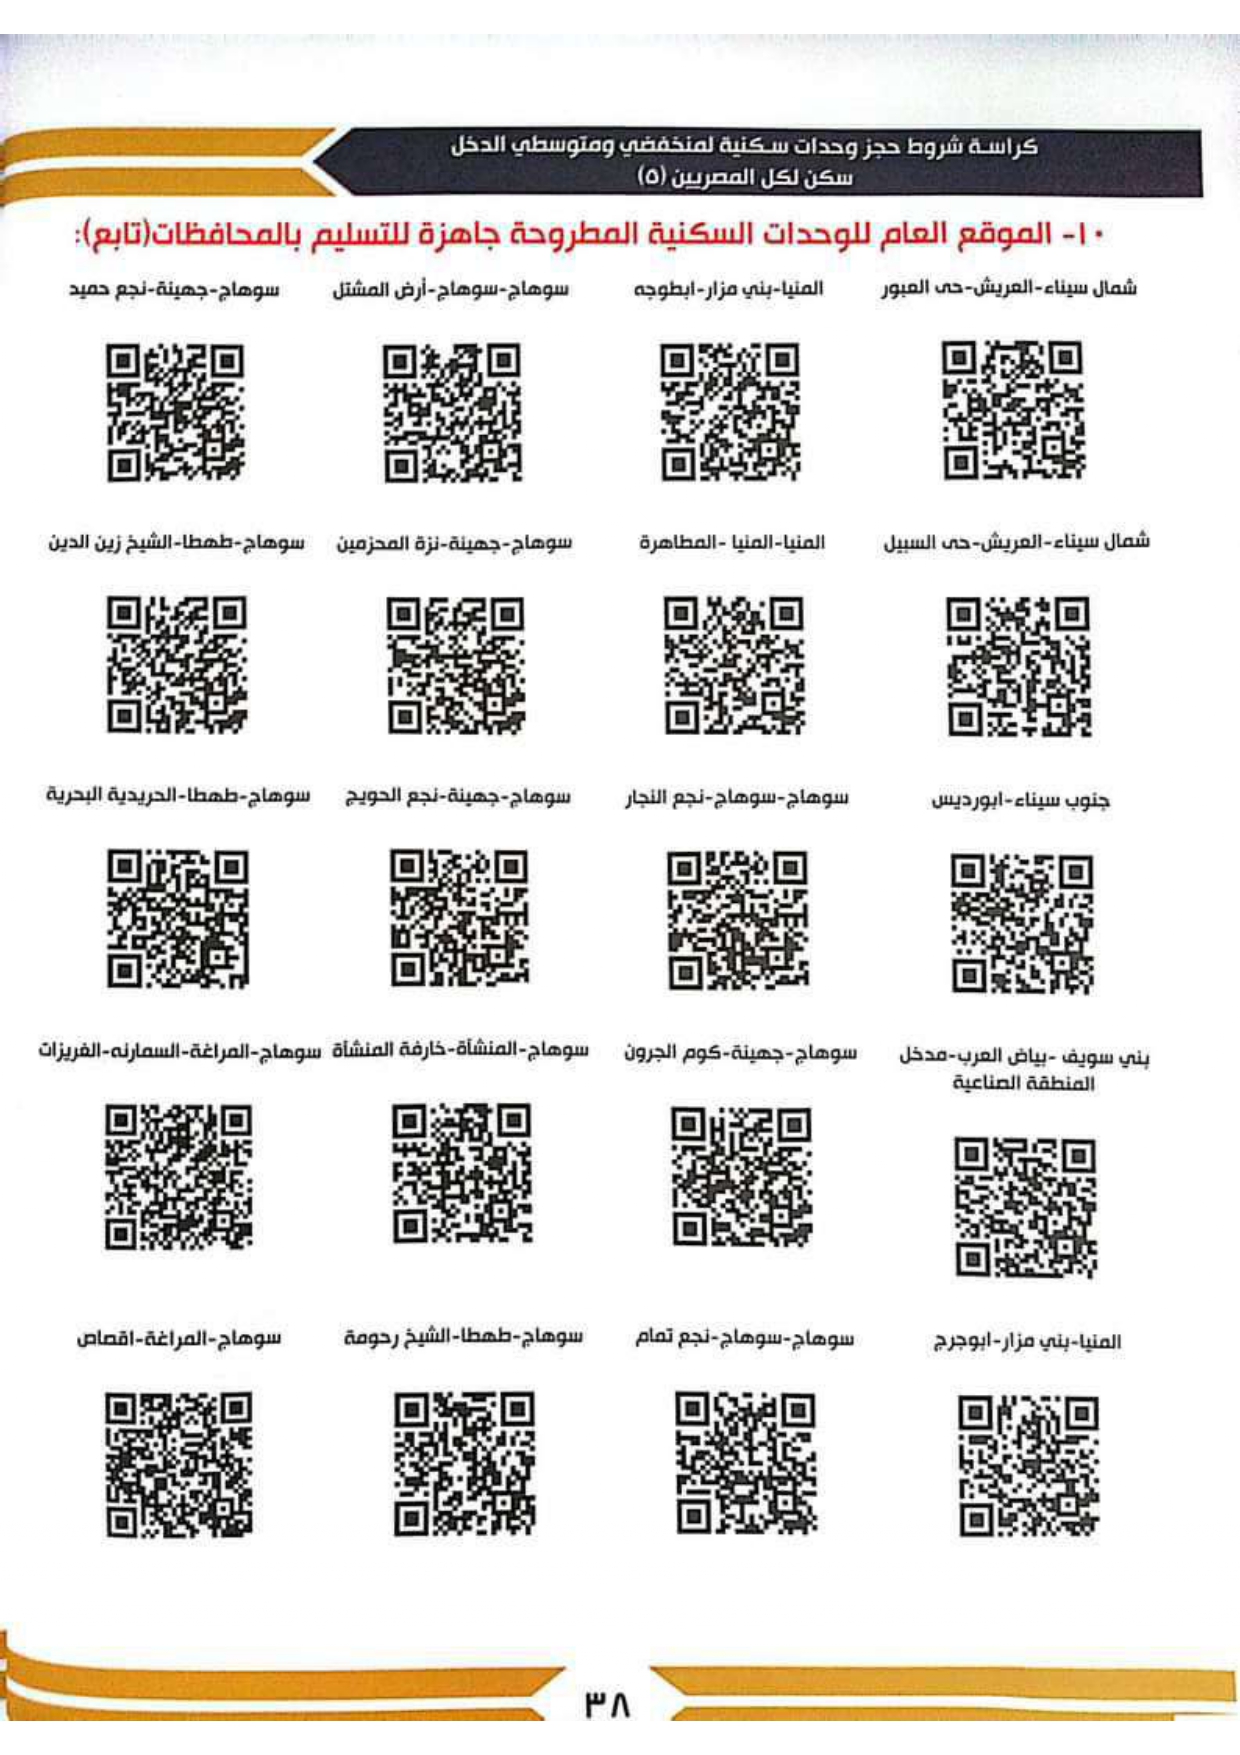 كراسة شروط حجز وحدات سكنية لمنخفضي ومتوسطي الدخل
سكن لكل المصريين (٥)
١٠- الموقع العام للوحدات السكنية المطروحة جاهزة للتسليم بالمحافظات(تابع):
شمال سيناء-العريش-حى العبور
المنيا-بني مزار-ابطوجه
سوهاج-سوهاج-أرض المشتل
سوهاج-جهينة-نجع حميد
شمال سيناء-العريش-حى السبيل
المنيا-المنيا -المطاهرة
سوهاج-جهينة-نزة المحزمين
سوهاج-طهطا-الشيخ زين الدين
جنوب سيناء-ابورديس
سوهاج-سوهاج-نجع النجار
سوهاج-جهينة-نجع الحويج
سوهاج-طهطا-الحريدية البحرية
بني سويف -بياض العرب-مدخل
المنطقة الصناعية
سوهاج-جهينة-كوم الجرون
سوهاج-المنشأة-خارفة المنشأة
سوهاج-المراغة-السمارنه-الغريزات
المنيا-بني مزار-ابوجرج
سوهاج-سوهاج-نجع تمام
سوهاج-طهطا-الشيخ رحومة
سوهاج-المراغة-اقصاص
٣٨